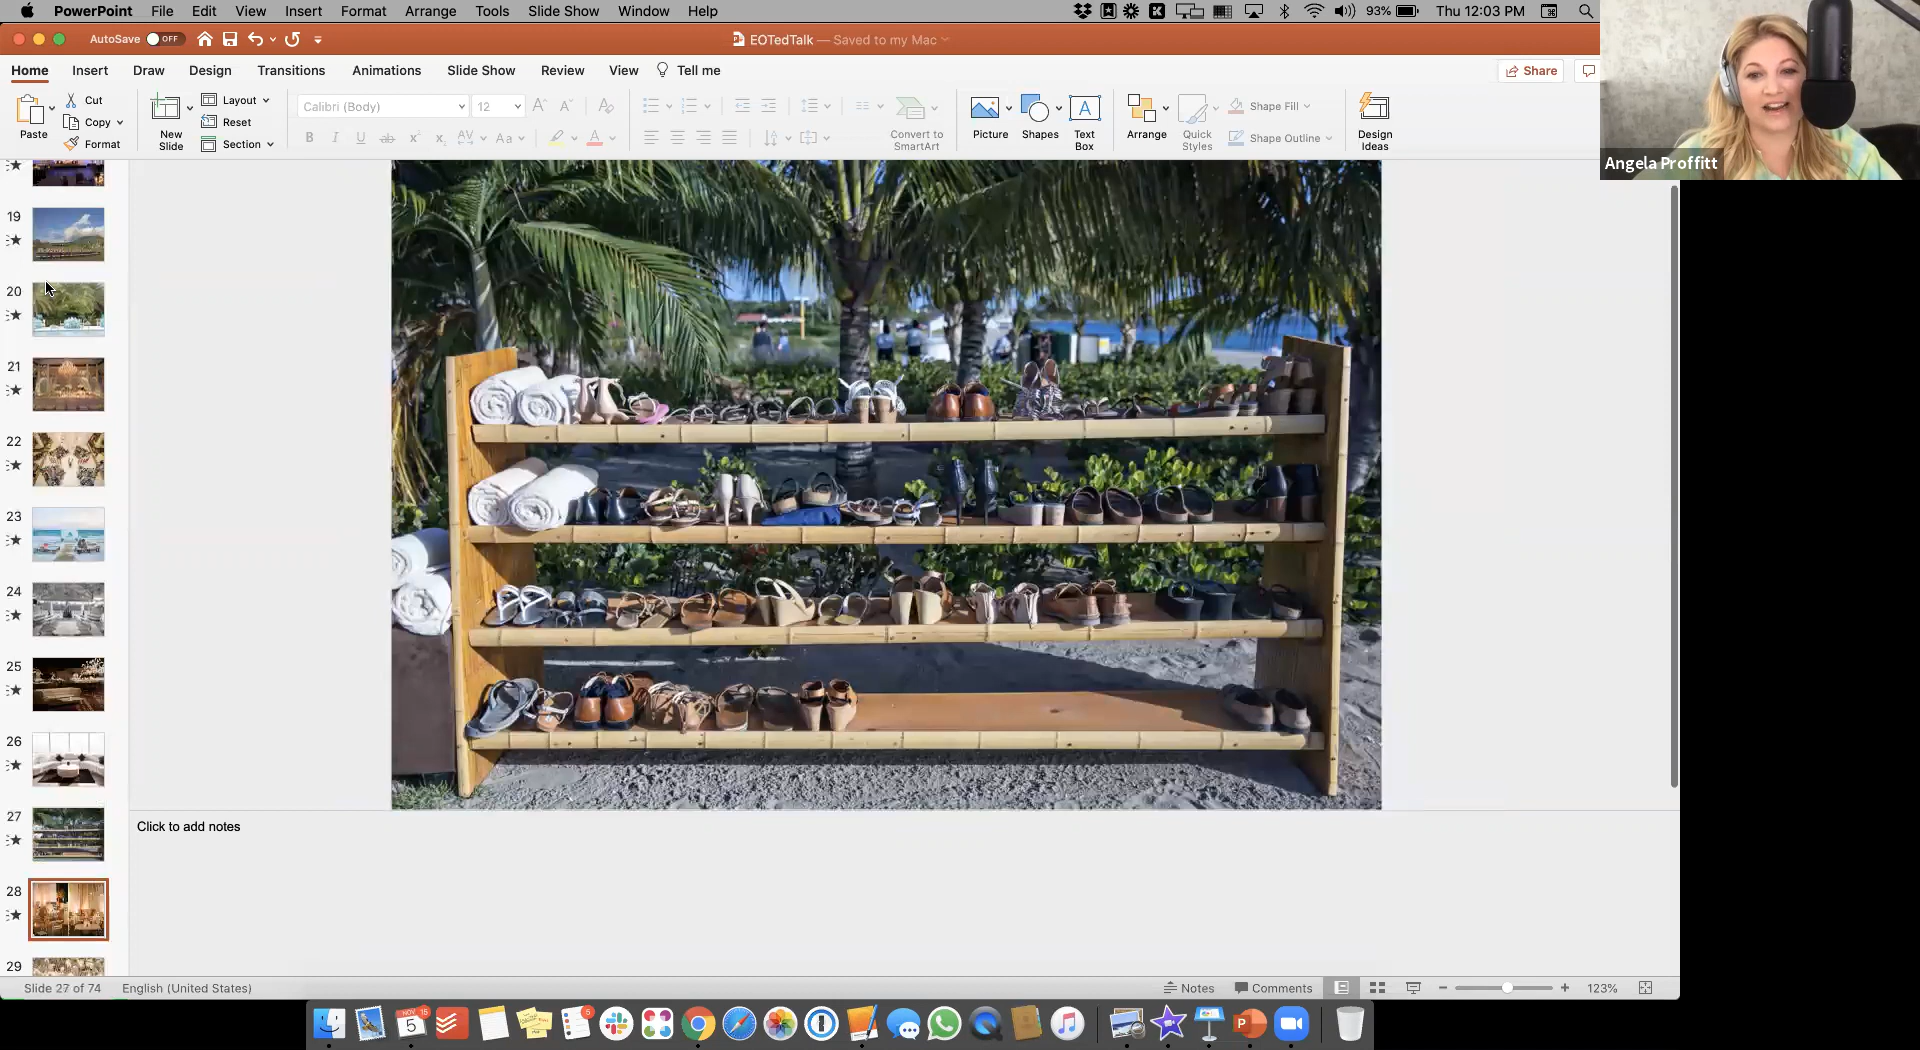 PowerPoint File Edit View Insert Format Arrange Tools Slide Show Window Help
93% Thu 12:03 PM
AutoSave OFF
EOTedTalk — Saved to my Mac
Home Insert Draw Design Transitions Animations Slide Show Review View Tell me
Share
Paste
Cut
Copy
Format
New Slide
Layout
Reset
Section
Calibri (Body) 12
Convert to SmartArt
Picture
Shapes
Text Box
Arrange
Quick Styles
Shape Fill
Shape Outline
Design Ideas
Angela Proffitt
19
20
21
22
23
24
25
26
27
28
29
Click to add notes
Slide 27 of 74 English (United States)
Notes Comments 123%
NOV 15
5
5